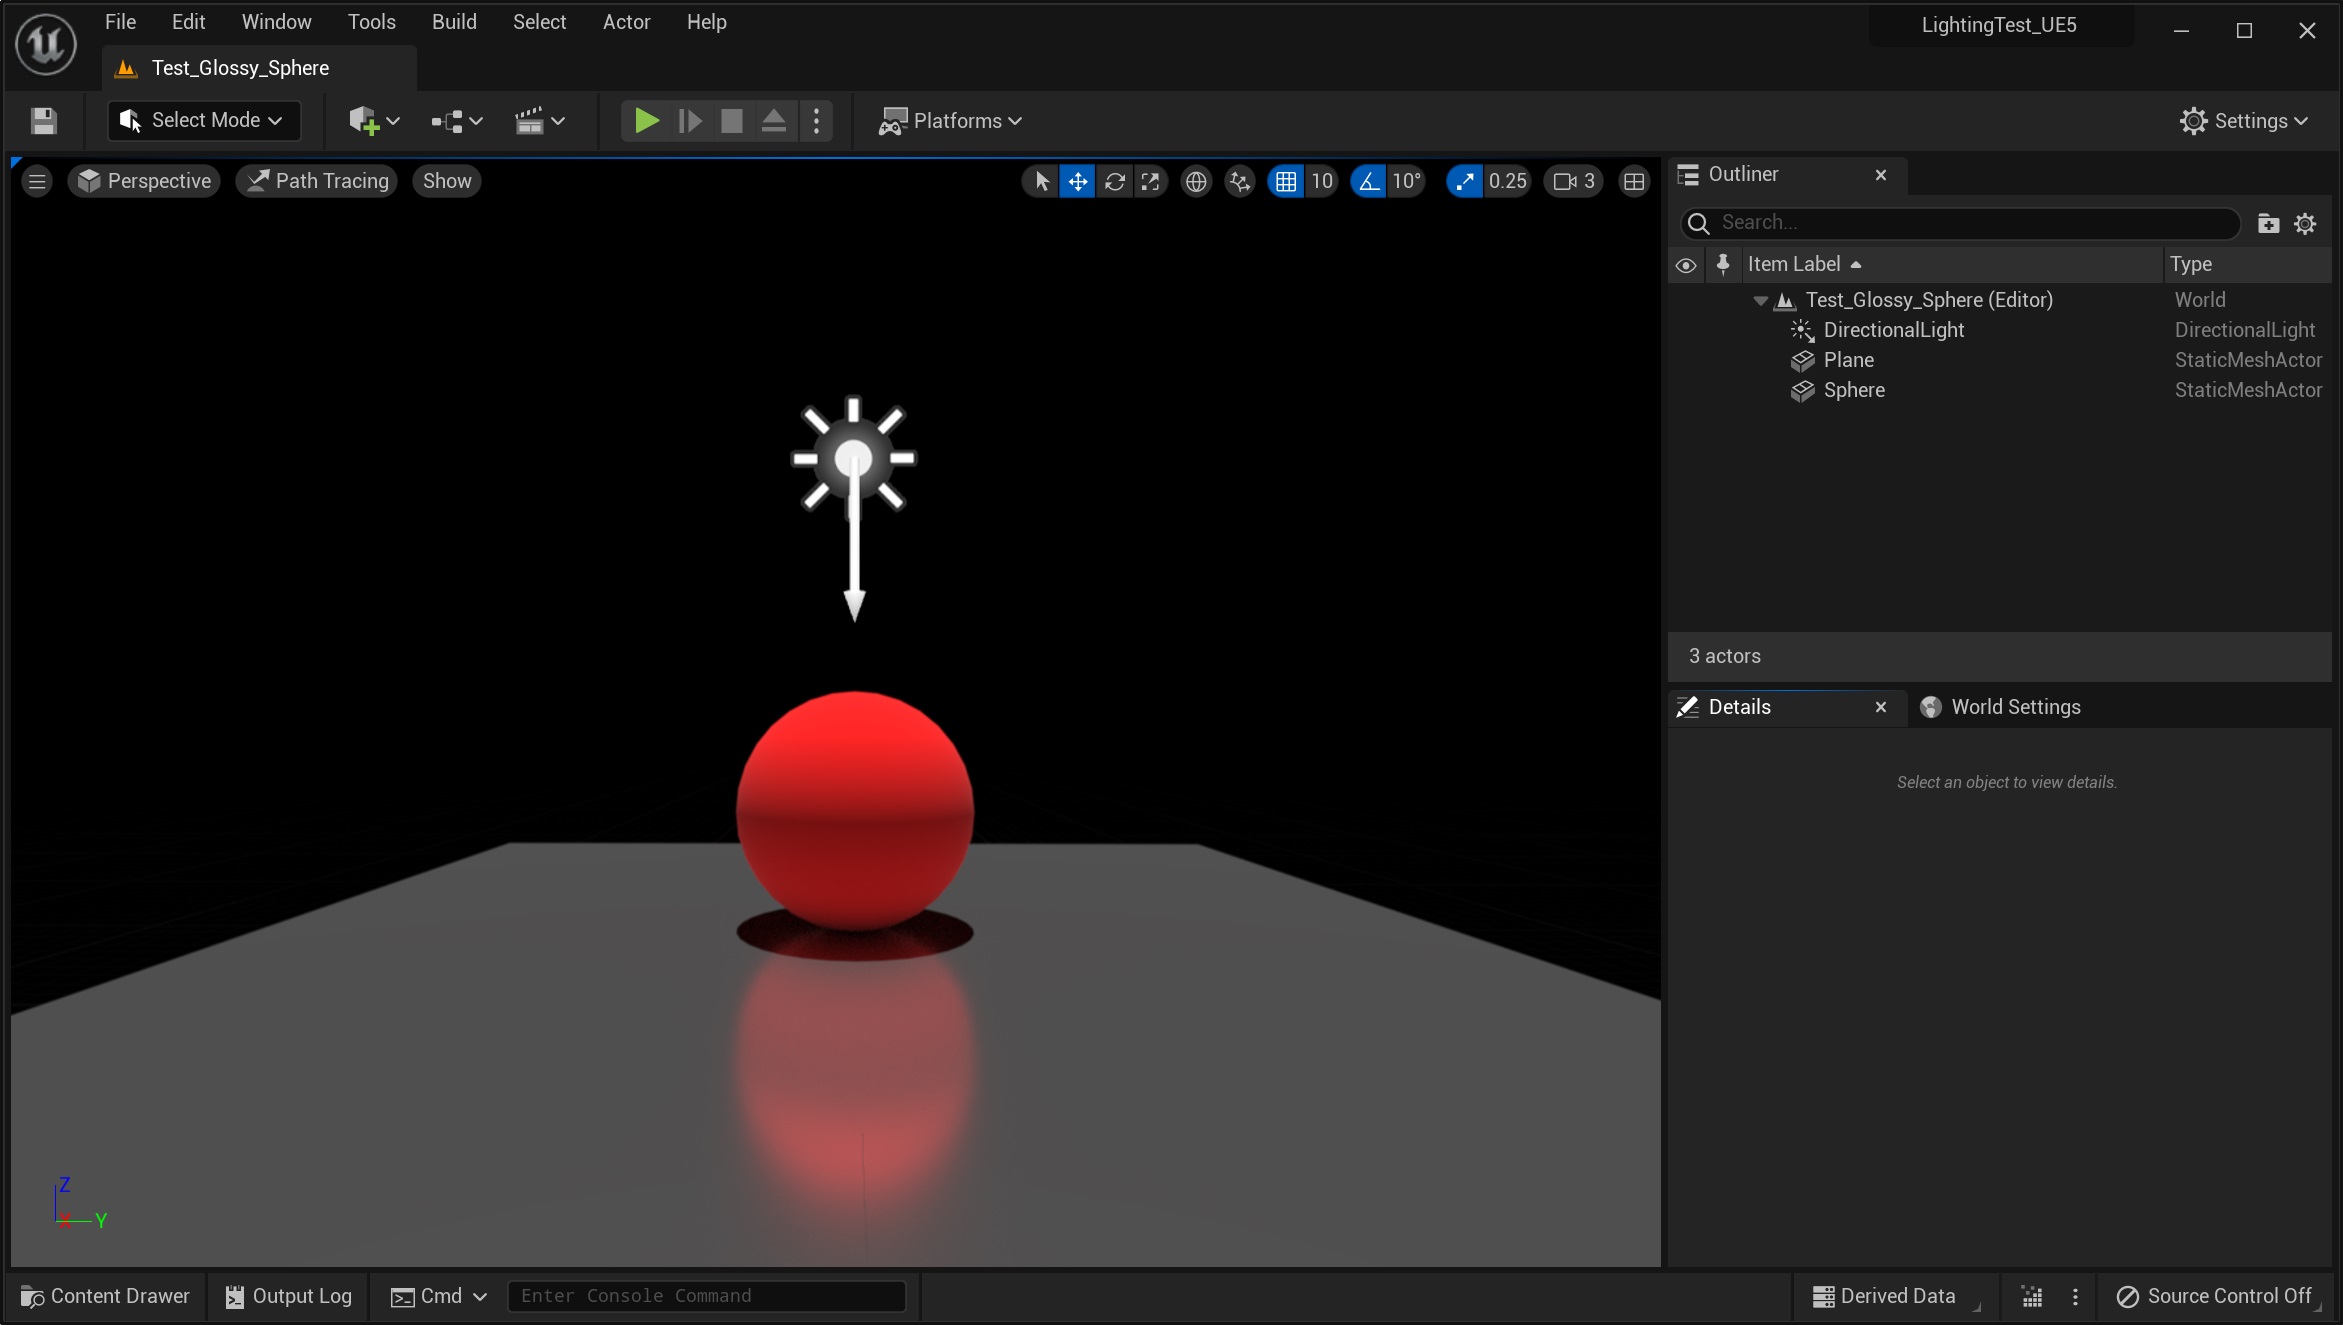 File Edit Window Tools Build Select Actor Help
LightingTest_UE5
Test_Glossy_Sphere
Select Mode
Platforms
Settings
Perspective Path Tracing Show
10 10° 0.25 3
Outliner
Search...
Item Label Type
Test_Glossy_Sphere (Editor) World
DirectionalLight DirectionalLight
Plane StaticMeshActor
Sphere StaticMeshActor
3 actors
Details World Settings
Select an object to view details.
Z
X Y
Content Drawer Output Log Cmd Enter Console Command Derived Data Source Control Off